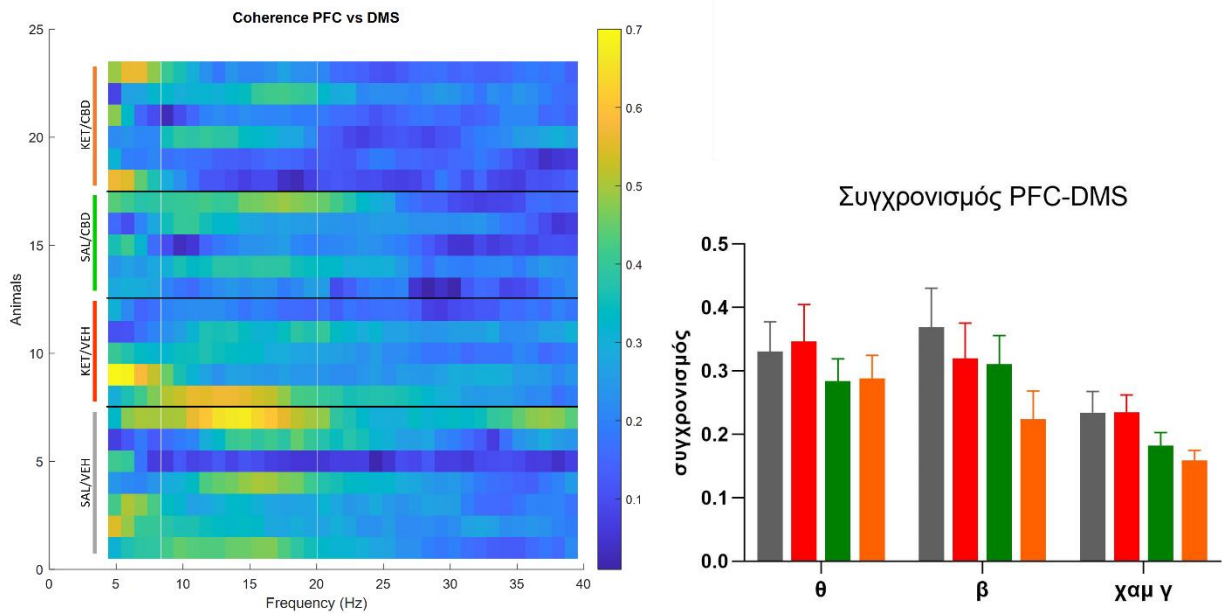 Coherence PFC vs DMS
25
20
15
10
5
0
Animals
KET/CBD
SAL/CBD
KET/VEH
SAL/VEH
5 10 15 20 25 30 35 40
Frequency (Hz)
0.7
0.6
0.5
0.4
0.3
0.2
0.1
Συγχρονισμός PFC-DMS
0.5
0.4
0.3
0.2
0.1
0.0
συγχρονισμός
θ β χαμ γ